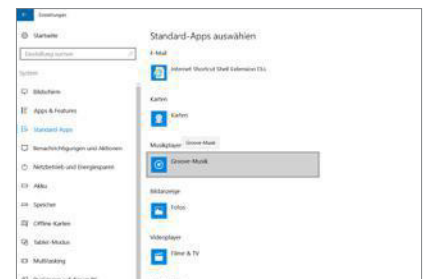 Einstellungen
Startseite
Einstellung suchen
System
Bildschirm
Apps & Features
Standard-Apps
Benachrichtigungen und Aktionen
Netzbetrieb und Energiesparen
Akku
Speicher
Offline-Karten
Tablet-Modus
Multitasking
Standard-Apps auswählen
E-Mail
Internet Shortcut Shell Extension DLL
Karten
Karten
Musikplayer
Groove-Musik
Groove-Musik
Bildanzeige
Fotos
Videoplayer
Filme & TV